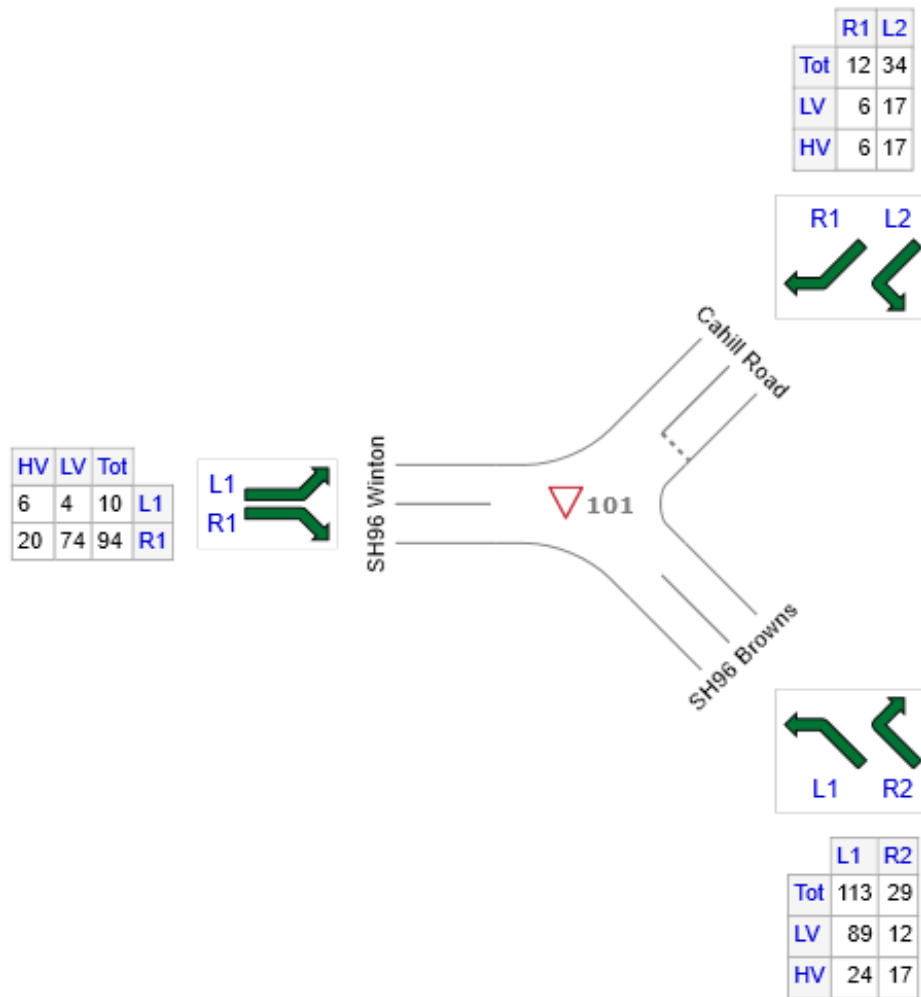 R1 L2
Tot 12 34
LV 6 17
HV 6 17
R1 L2
Cahill Road
HV LV Tot
6 4 10 L1
20 74 94 R1
L1
R1
SH96 Winton
101
SH96 Browns
L1 R2
L1 R2
Tot 113 29
LV 89 12
HV 24 17